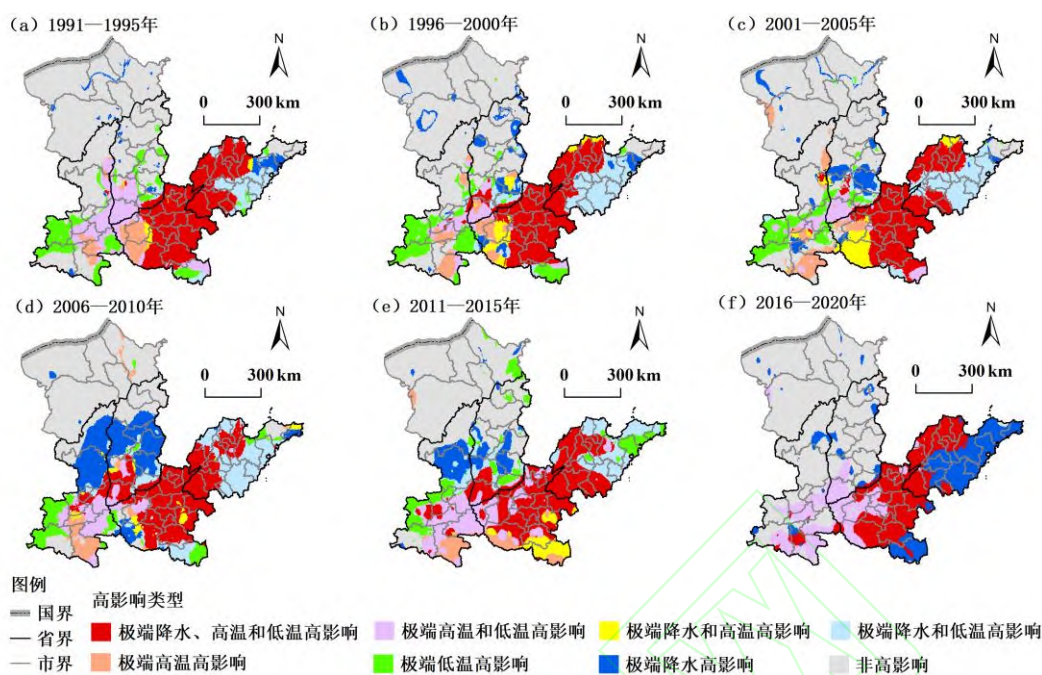 (a) 1991—1995年
N
0 300 km
(b) 1996—2000年
N
0 300 km
(c) 2001—2005年
N
0 300 km
(d) 2006—2010年
N
0 300 km
(e) 2011—2015年
N
0 300 km
(f) 2016—2020年
N
0 300 km
图例
国界
省界
市界
高影响类型
极端降水、高温和低温高影响
极端高温和低温高影响
极端降水和高温高影响
极端降水和低温高影响
极端高温高影响
极端低温高影响
极端降水高影响
非高影响